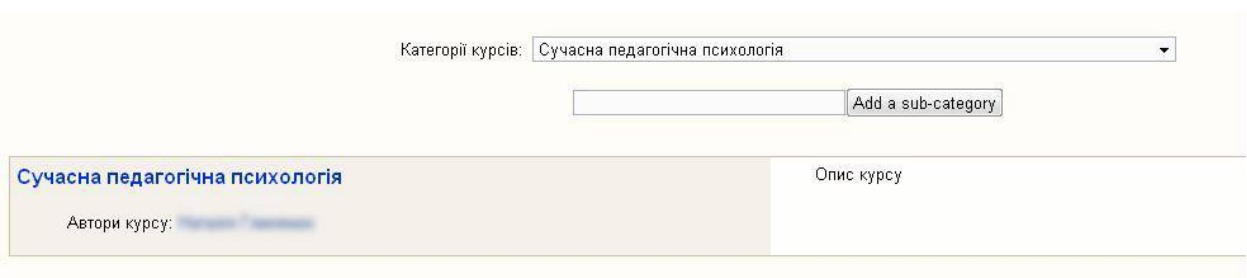 Категорії курсів: Сучасна педагогічна психологія
Add a sub-category
Сучасна педагогічна психологія
Опис курсу
Автори курсу: